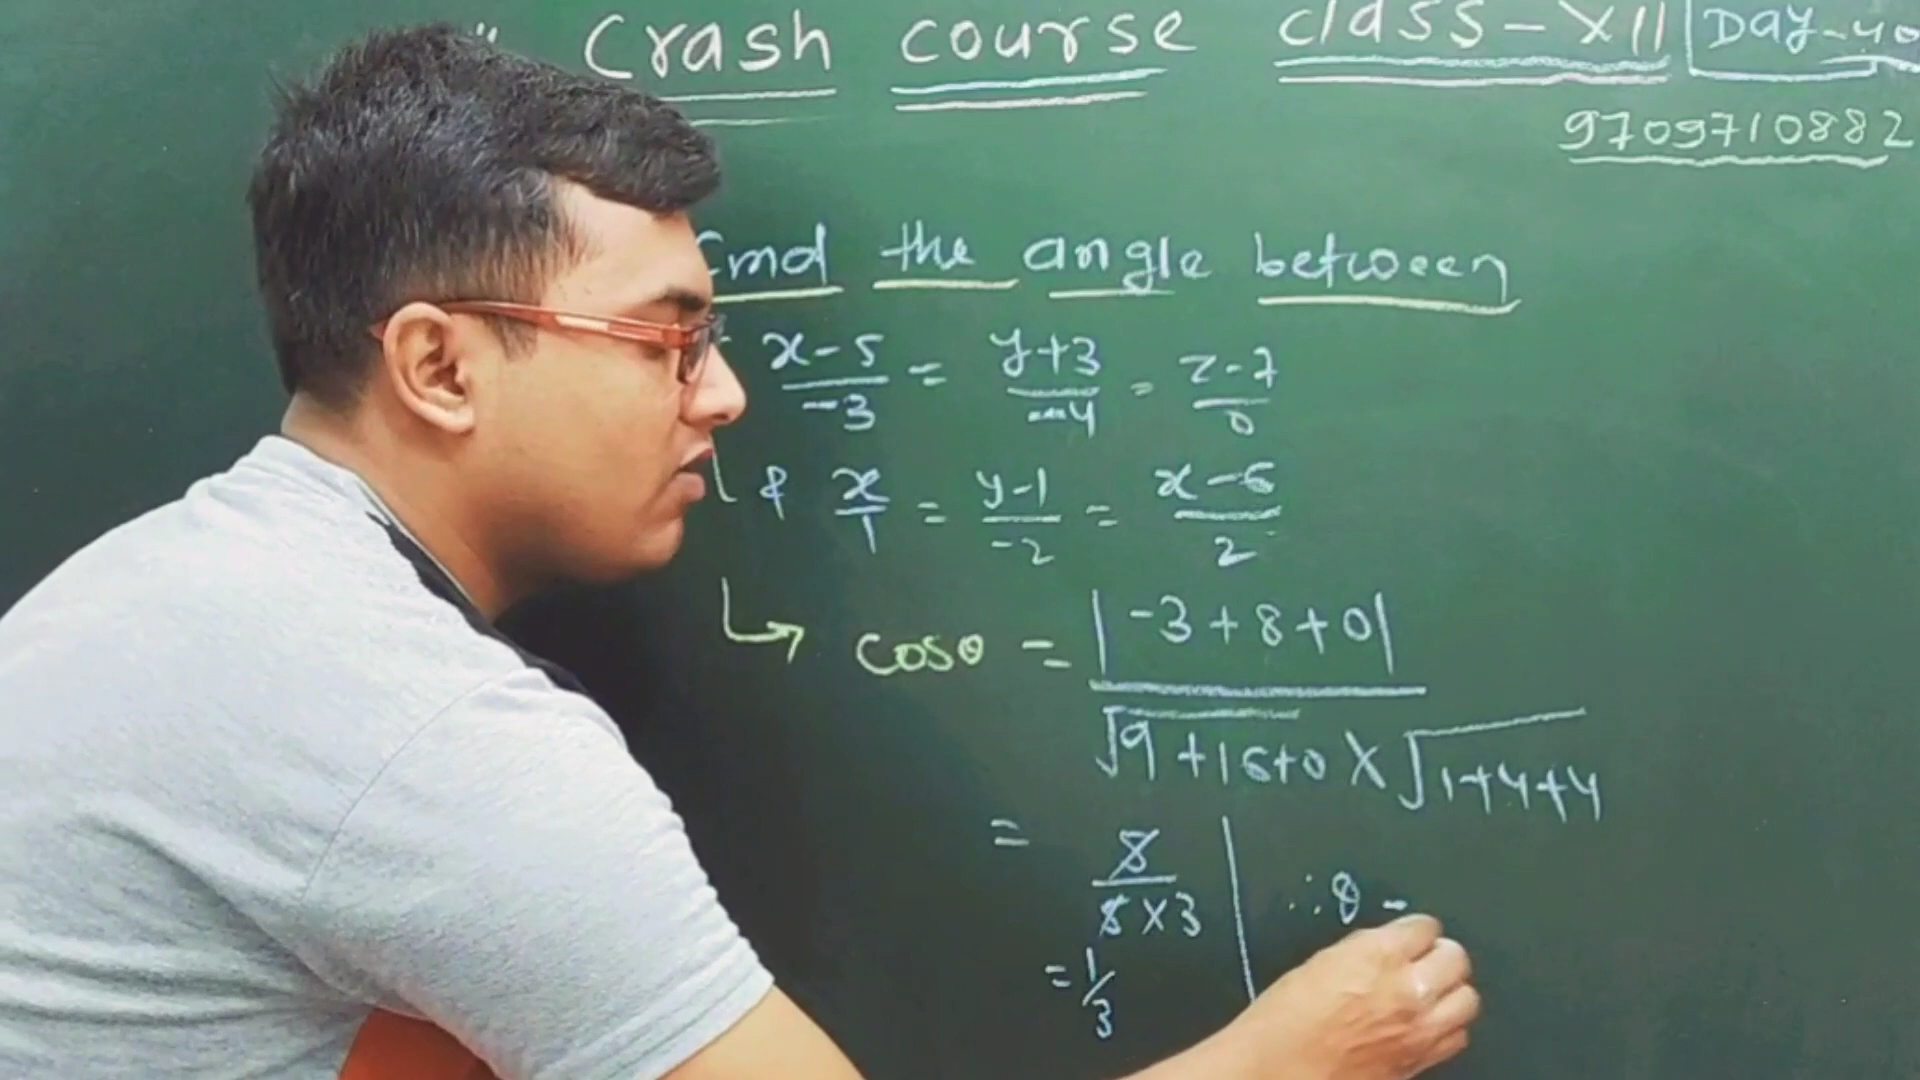 " Crash course class-XII Day-40
9709710882
Find the angle between
x-5/-3 = y+3/-4 = z-7/0
& x/1 = y-1/-2 = x-6/2
↳ cosθ = |-3+8+0|/√9+16+0 × √1+4+4
= 5/5×3
= 1/3
∴ θ =